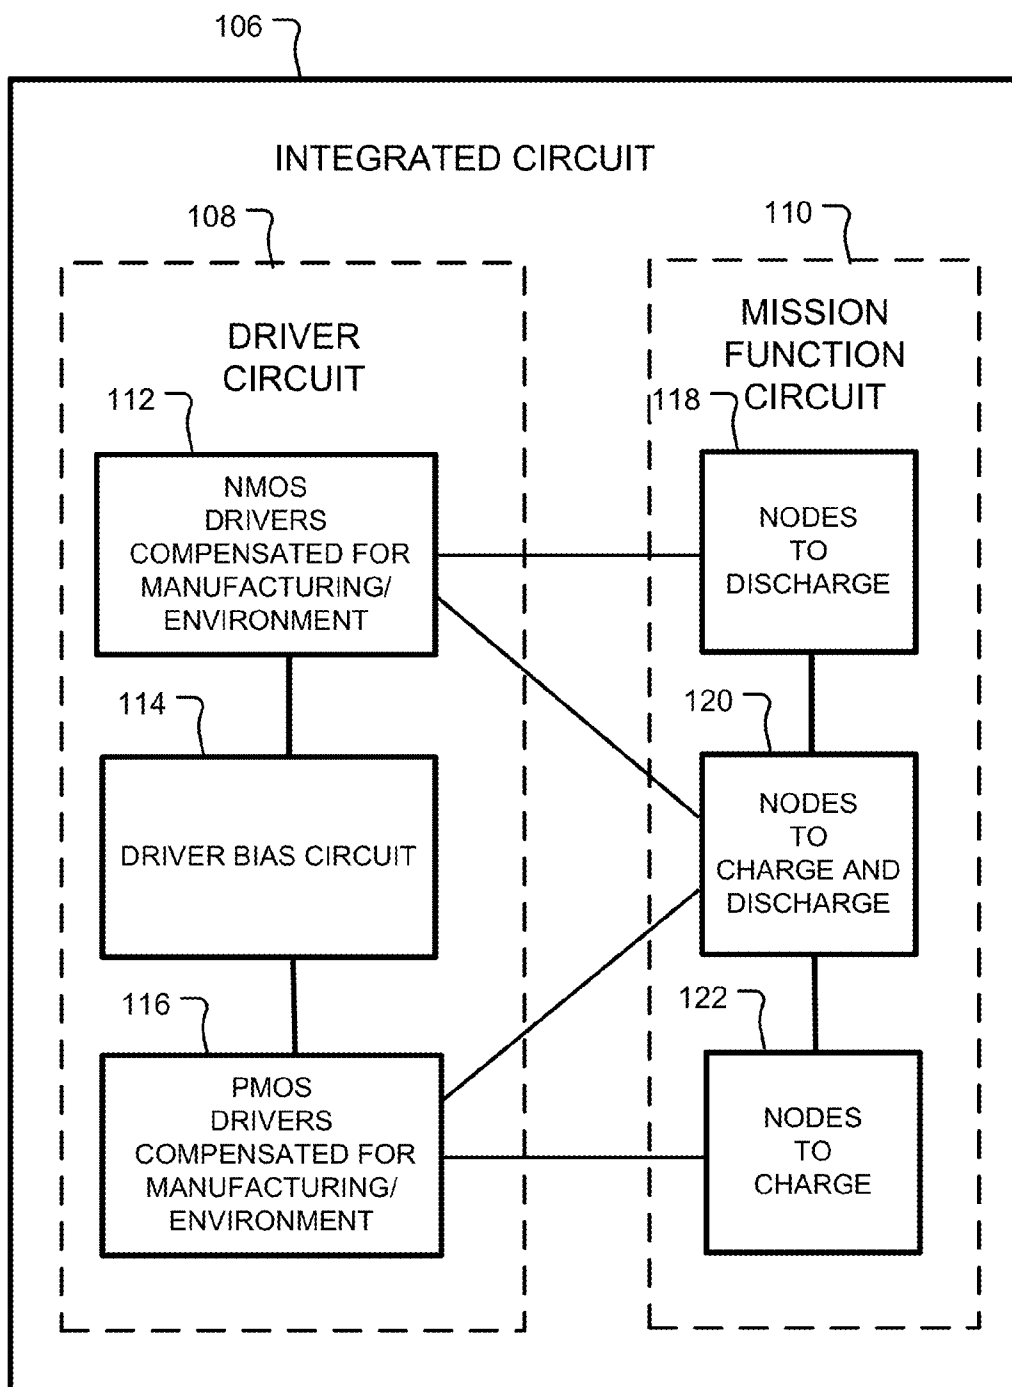 106
INTEGRATED CIRCUIT
108
DRIVER
CIRCUIT
112
NMOS
DRIVERS
COMPENSATED FOR
MANUFACTURING/
ENVIRONMENT
114
DRIVER BIAS CIRCUIT
116
PMOS
DRIVERS
COMPENSATED FOR
MANUFACTURING/
ENVIRONMENT
110
MISSION
FUNCTION
CIRCUIT
118
NODES
TO
DISCHARGE
120
NODES
TO
CHARGE AND
DISCHARGE
122
NODES
TO
CHARGE